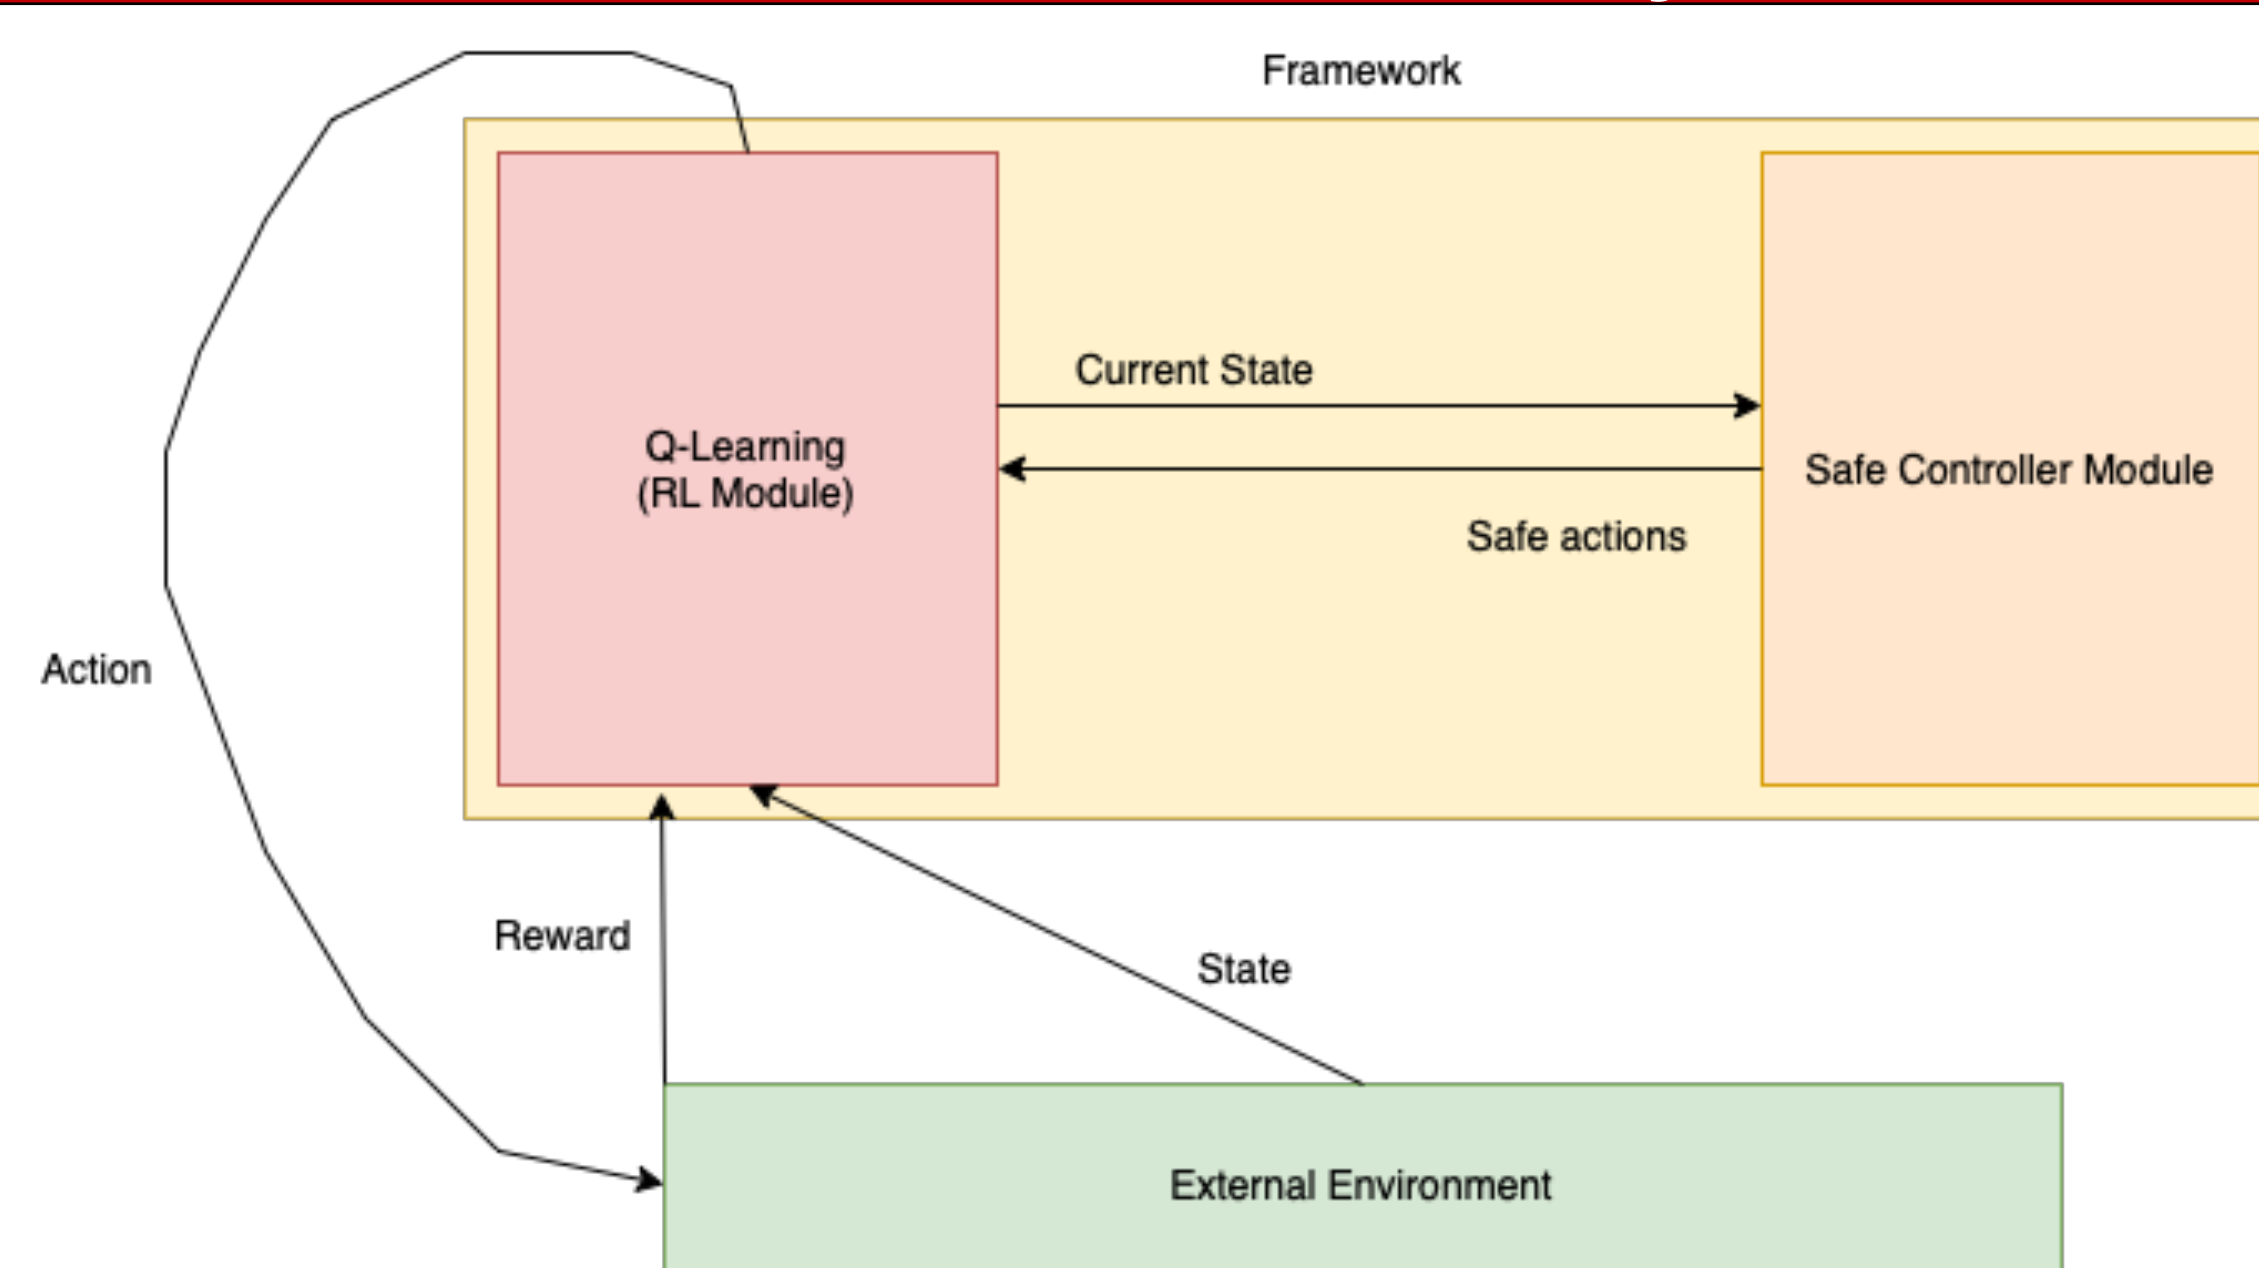 Framework
Current State
Q-Learning
(RL Module)
Safe Controller Module
Safe actions
Action
Reward
State
External Environment